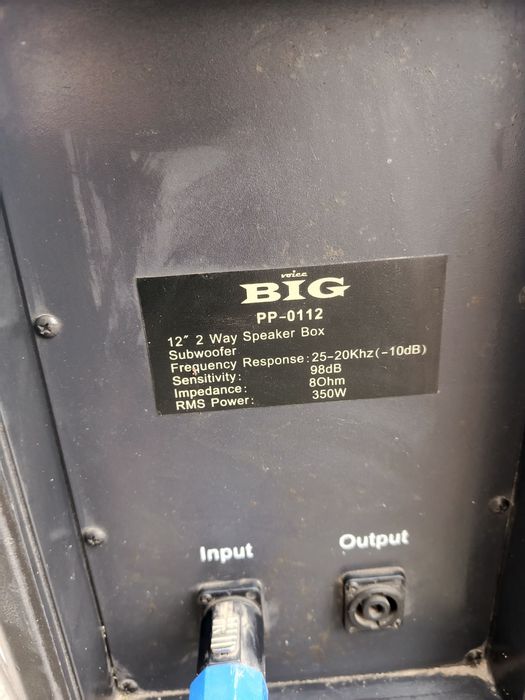 voice
BIG
PP-0112
12" 2 Way Speaker Box
Subwoofer
Frequency Response: 25-20Khz(-10dB)
Sensitivity: 98dB
Impedance: 8Ohm
RMS Power: 350W
Input Output